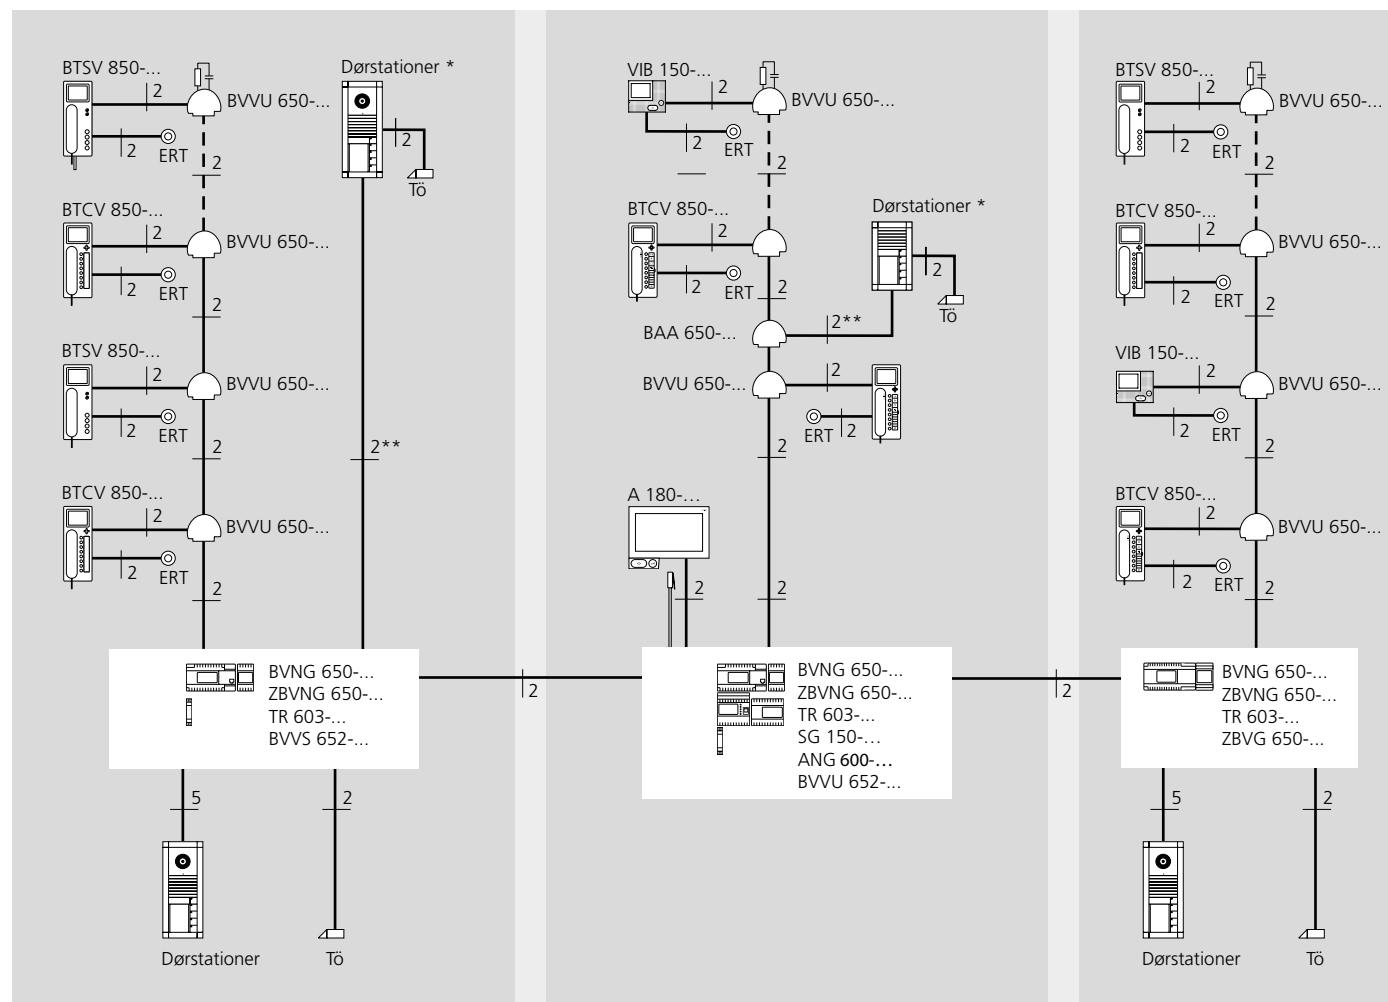 BTSV 850-...
2
BVVU 650-...
2
ERT
2
BTCV 850-...
2
BVVU 650-...
2
ERT
2
BTSV 850-...
2
BVVU 650-...
2
ERT
2
BTCV 850-...
2
BVVU 650-...
2
ERT
2
Dørstationer *
2
Tö
2**
BVNG 650-...
ZBVNG 650-...
TR 603-...
BVVS 652-...
5
2
Dørstationer
Tö
2
VIB 150-...
2
BVVU 650-...
2
ERT
2
BTCV 850-...
2
2
ERT
2
Dørstationer *
2
Tö
BAA 650-...
2**
BVVU 650-...
2
ERT
2
2
A 180-...
2
2
BVNG 650-...
ZBVNG 650-...
TR 603-...
SG 150-...
ANG 600-...
BVVU 652-...
2
BTSV 850-...
2
BVVU 650-...
2
ERT
2
BTCV 850-...
2
BVVU 650-...
2
ERT
2
VIB 150-...
2
BVVU 650-...
2
ERT
2
BTCV 850-...
2
BVVU 650-...
2
ERT
2
BVNG 650-...
ZBVNG 650-...
TR 603-...
ZBVG 650-...
5
2
Dørstationer
Tö